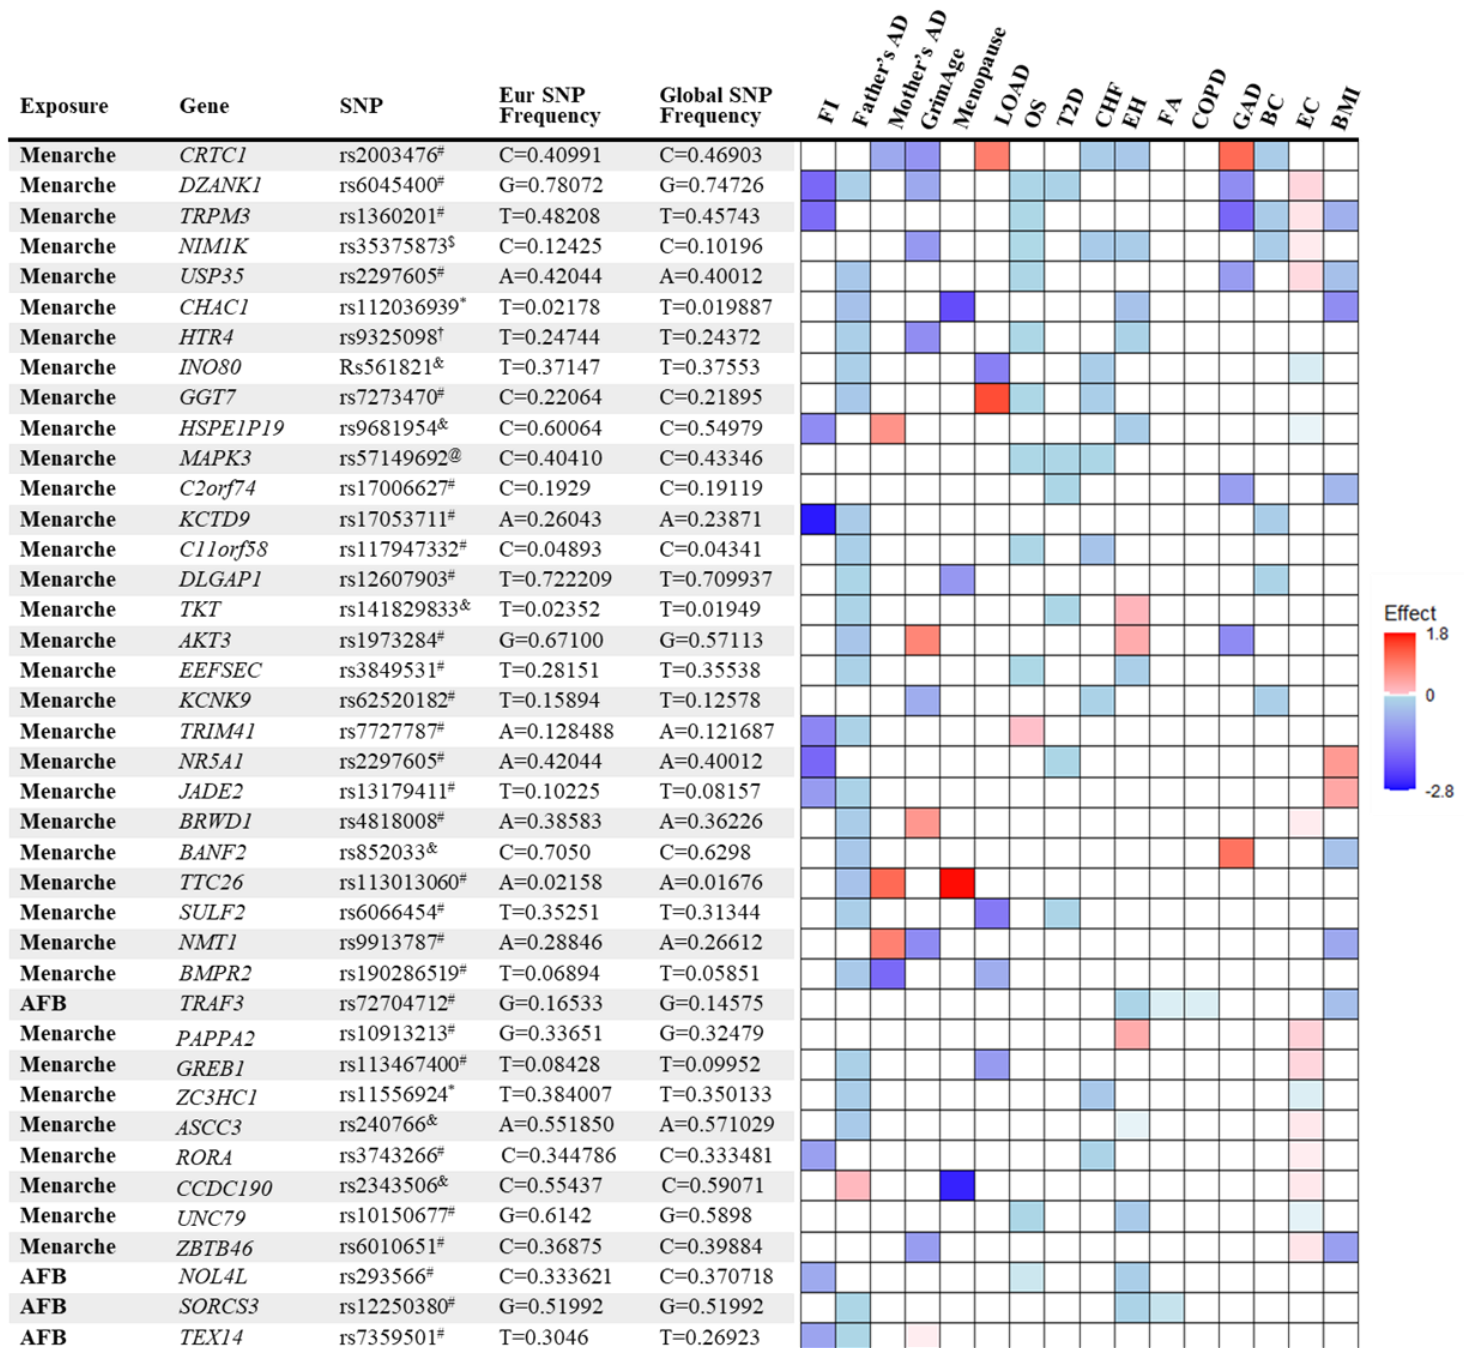 Exposure Gene SNP Eur SNP Frequency Global SNP Frequency FI Father's AD Mother's AD GrimAge Menopause LOAD OS T2D CHF EH FA COPD GAD BC EC BMI
Menarche CRTC1 rs2003476# C=0.40991 C=0.46903
Menarche DZANK1 rs6045400# G=0.78072 G=0.74726
Menarche TRPM3 rs1360201# T=0.48208 T=0.45743
Menarche NIM1K rs35375873$ C=0.12425 C=0.10196
Menarche USP35 rs2297605# A=0.42044 A=0.40012
Menarche CHAC1 rs112036939* T=0.02178 T=0.019887
Menarche HTR4 rs9325098† T=0.24744 T=0.24372
Menarche INO80 Rs561821& T=0.37147 T=0.37553
Menarche GGT7 rs7273470# C=0.22064 C=0.21895
Menarche HSPE1P19 rs9681954& C=0.60064 C=0.54979
Menarche MAPK3 rs57149692@ C=0.40410 C=0.43346
Menarche C2orf74 rs17006627# C=0.1929 C=0.19119
Menarche KCTD9 rs17053711# A=0.26043 A=0.23871
Menarche C11orf58 rs117947332# C=0.04893 C=0.04341
Menarche DLGAP1 rs12607903# T=0.722209 T=0.709937
Menarche TKT rs141829833& T=0.02352 T=0.01949
Menarche AKT3 rs1973284# G=0.67100 G=0.57113
Menarche EEFSEC rs3849531# T=0.28151 T=0.35538
Menarche KCNK9 rs62520182# T=0.15894 T=0.12578
Menarche TRIM41 rs7727787# A=0.128488 A=0.121687
Menarche NR5A1 rs2297605# A=0.42044 A=0.40012
Menarche JADE2 rs13179411# T=0.10225 T=0.08157
Menarche BRWD1 rs4818008# A=0.38583 A=0.36226
Menarche BANF2 rs852033& C=0.7050 C=0.6298
Menarche TTC26 rs113013060# A=0.02158 A=0.01676
Menarche SULF2 rs6066454# T=0.35251 T=0.31344
Menarche NMT1 rs9913787# A=0.28846 A=0.26612
Menarche BMPR2 rs190286519# T=0.06894 T=0.05851
AFB TRAF3 rs72704712# G=0.16533 G=0.14575
Menarche PAPPA2 rs10913213# G=0.33651 G=0.32479
Menarche GREB1 rs113467400# T=0.08428 T=0.09952
Menarche ZC3HC1 rs11556924* T=0.384007 T=0.350133
Menarche ASCC3 rs240766& A=0.551850 A=0.571029
Menarche RORA rs3743266# C=0.344786 C=0.333481
Menarche CCDC190 rs2343506& C=0.55437 C=0.59071
Menarche UNC79 rs10150677# G=0.6142 G=0.5898
Menarche ZBTB46 rs6010651# C=0.36875 C=0.39884
AFB NOL4L rs293566# C=0.333621 C=0.370718
AFB SORCS3 rs12250380# G=0.51992 G=0.51992
AFB TEX14 rs7359501# T=0.3046 T=0.26923
Effect
1.8
0
-2.8